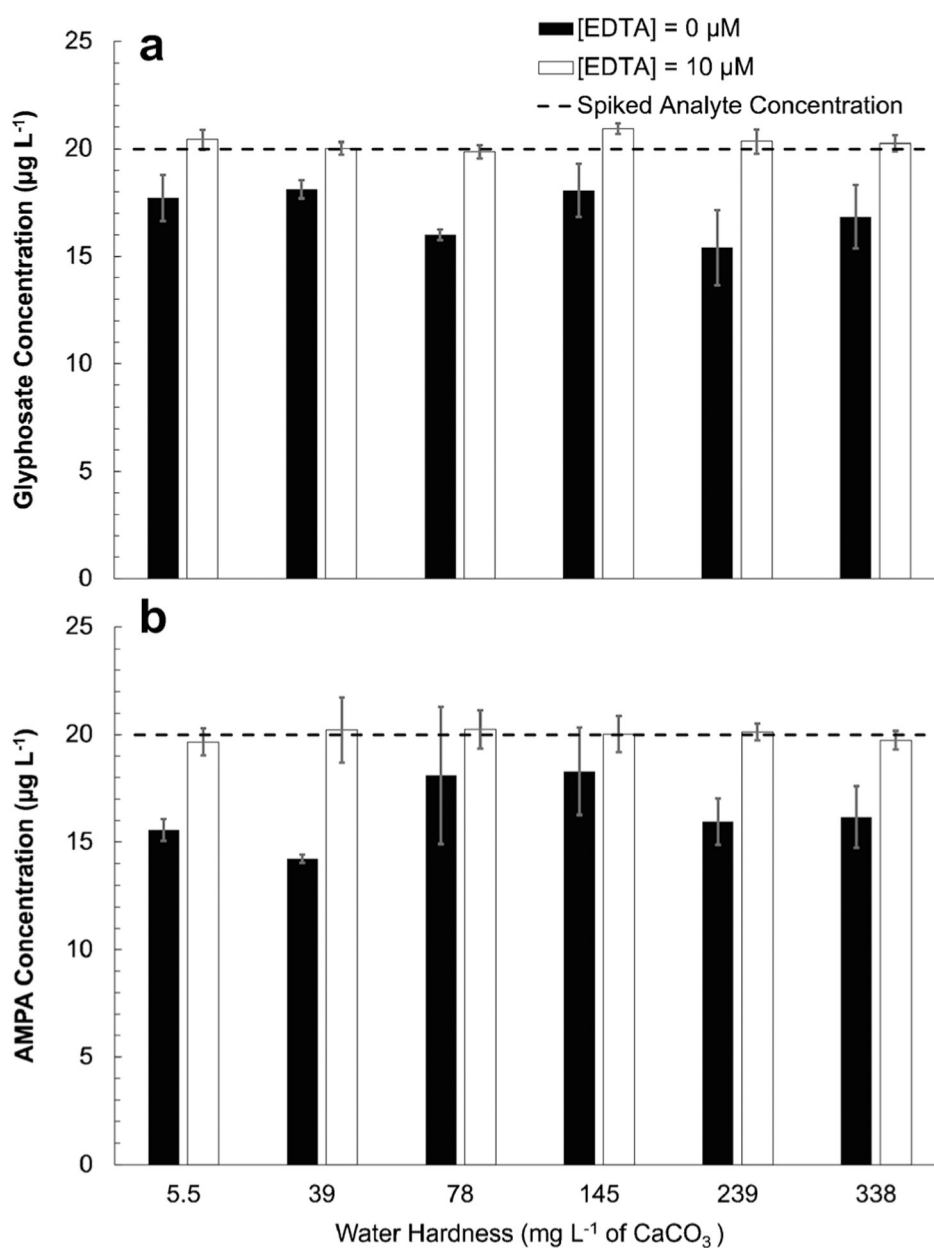 a
[EDTA] = 0 µM
[EDTA] = 10 µM
Spiked Analyte Concentration
Glyphosate Concentration (µg L⁻¹)
25
20
15
10
5
0
b
AMPA Concentration (µg L⁻¹)
25
20
15
10
5
0
5.5 39 78 145 239 338
Water Hardness (mg L⁻¹ of CaCO₃)